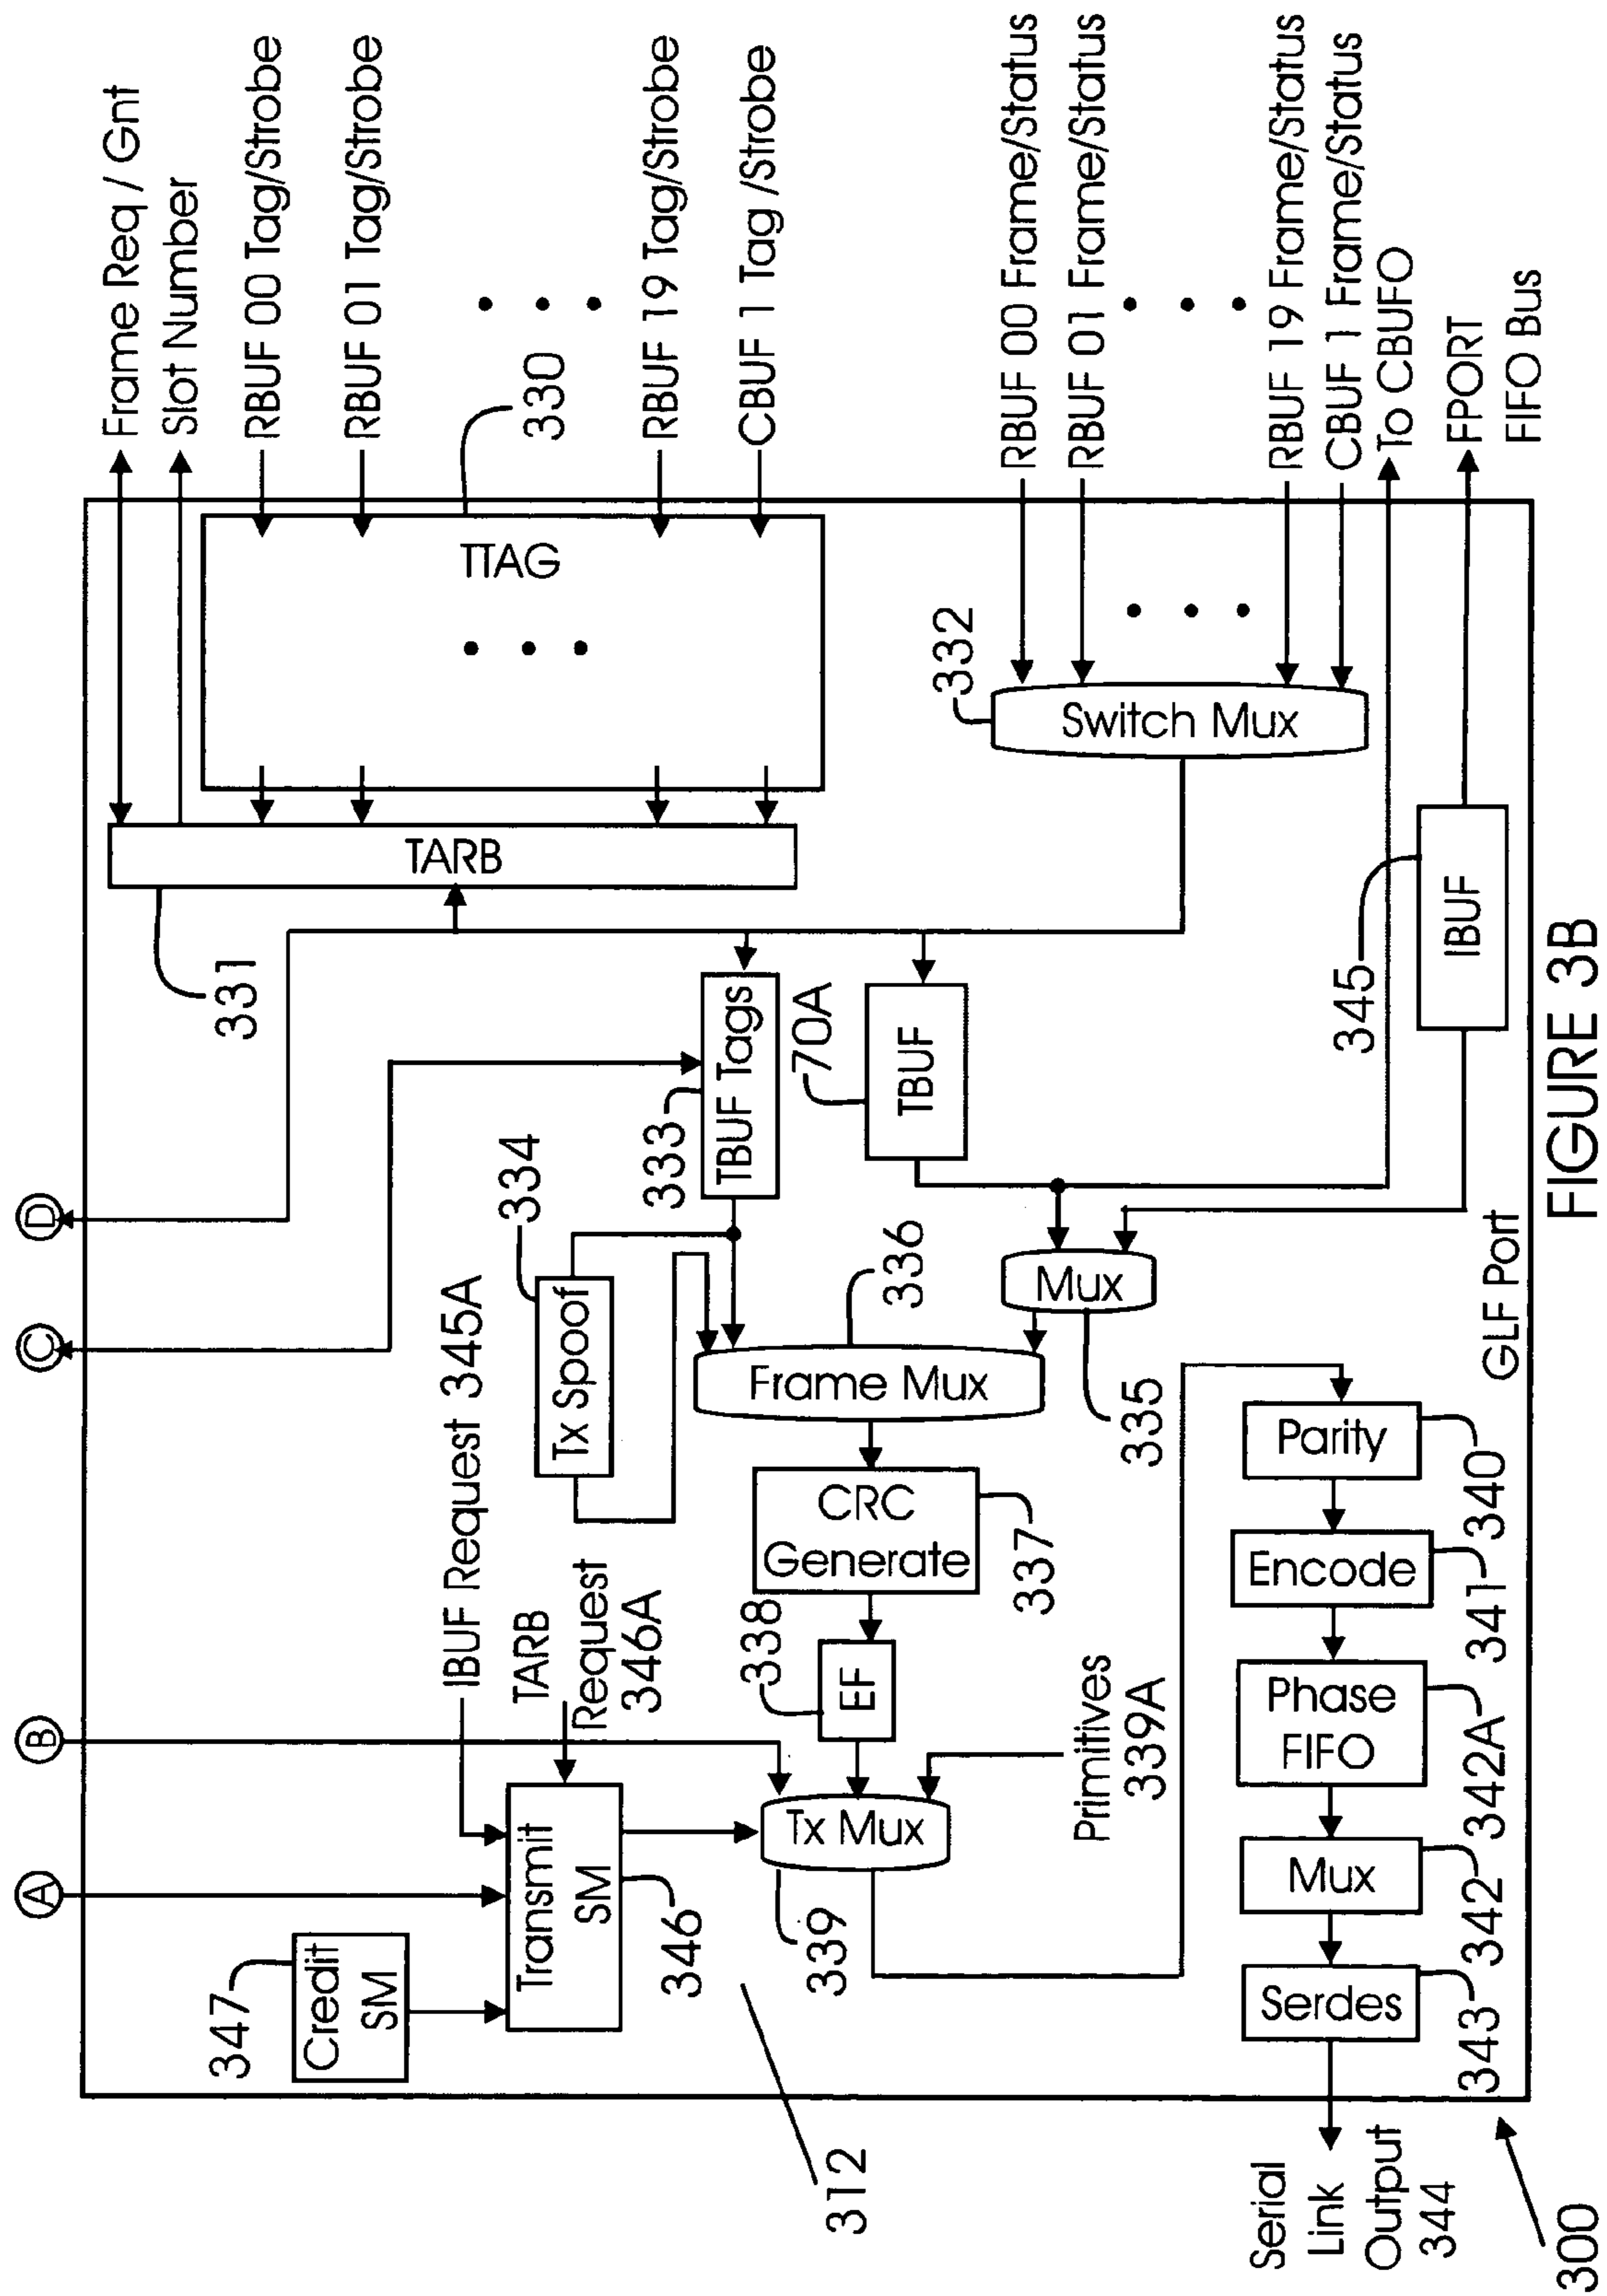 Frame Req / Gnt
Slot Number
RBUF 00 Tag/Strobe
RBUF 01 Tag/Strobe
330
RBUF 19 Tag/Strobe
CBUF 1 Tag /Strobe
RBUF 00 Frame/Status
RBUF 01 Frame/Status
RBUF 19 Frame/Status
CBUF 1 Frame/Status
To CBUFO
FPORT
FIFO Bus
TTAG
332
Switch Mux
TARB
331
345
IBUF
D
C
333
TBUF Tags
70A
TBUF
334
Tx Spoof
336
Frame Mux
Mux
335
GLF Port
IBUF Request 345A
TARB
Request
346A
CRC
Generate
337
338
EF
B
A
Primitives
339A
Tx Mux
339
Transmit
SM
346
347
Credit
SM
312
Parity
340
Encode
341
Phase
FIFO
342A
Mux
342
Serdes
343
Serial
Link
Output
344
300
FIGURE 3B